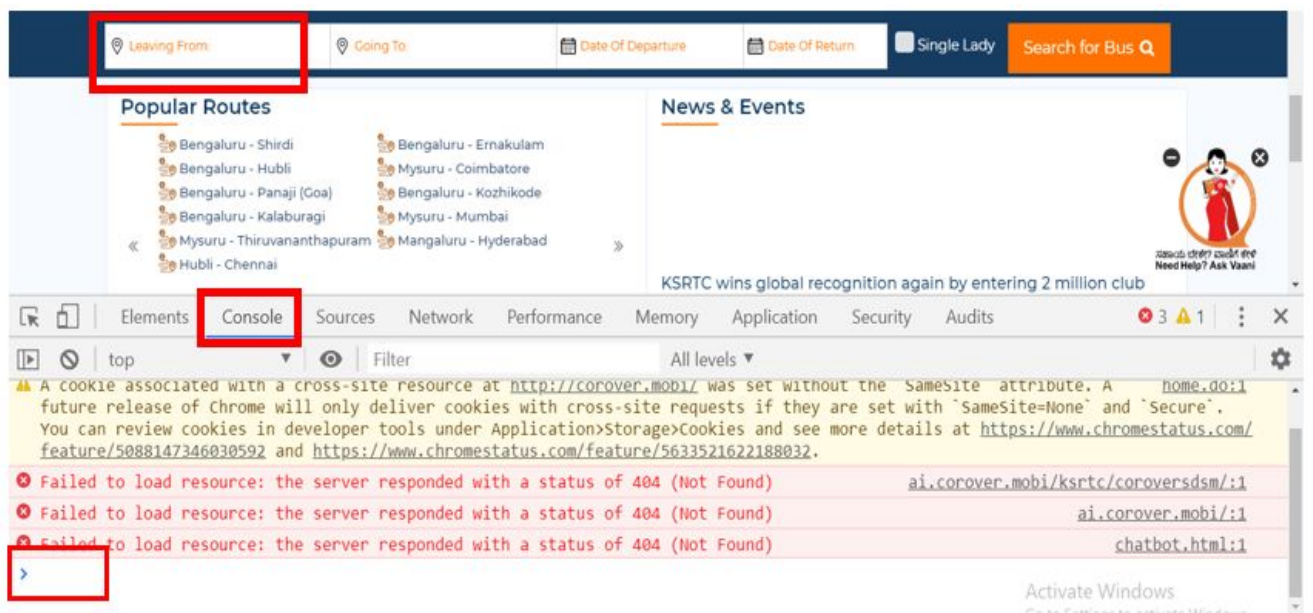 Leaving From:
Going To:
Date Of Departure
Date Of Return
Single Lady
Search for Bus
Popular Routes
Bengaluru - Shirdi
Bengaluru - Ernakulam
Bengaluru - Hubli
Mysuru - Coimbatore
Bengaluru - Panaji (Goa)
Bengaluru - Kozhikode
Bengaluru - Kalaburagi
Mysuru - Mumbai
« Mysuru - Thiruvananthapuram
Mangaluru - Hyderabad »
Hubli - Chennai
News & Events
KSRTC wins global recognition again by entering 2 million club
Need Help? Ask Vaani
Elements Console Sources Network Performance Memory Application Security Audits 3 1
top Filter All levels
A cookie associated with a cross-site resource at http://corover.mobi/ was set without the `SameSite` attribute. A home.do:1
future release of Chrome will only deliver cookies with cross-site requests if they are set with `SameSite=None` and `Secure`.
You can review cookies in developer tools under Application>Storage>Cookies and see more details at https://www.chromestatus.com/
feature/5088147346030592 and https://www.chromestatus.com/feature/5633521622188032.
Failed to load resource: the server responded with a status of 404 (Not Found) ai.corover.mobi/ksrtc/coroversdsm/:1
Failed to load resource: the server responded with a status of 404 (Not Found) ai.corover.mobi/:1
Failed to load resource: the server responded with a status of 404 (Not Found) chatbot.html:1
>
Activate Windows